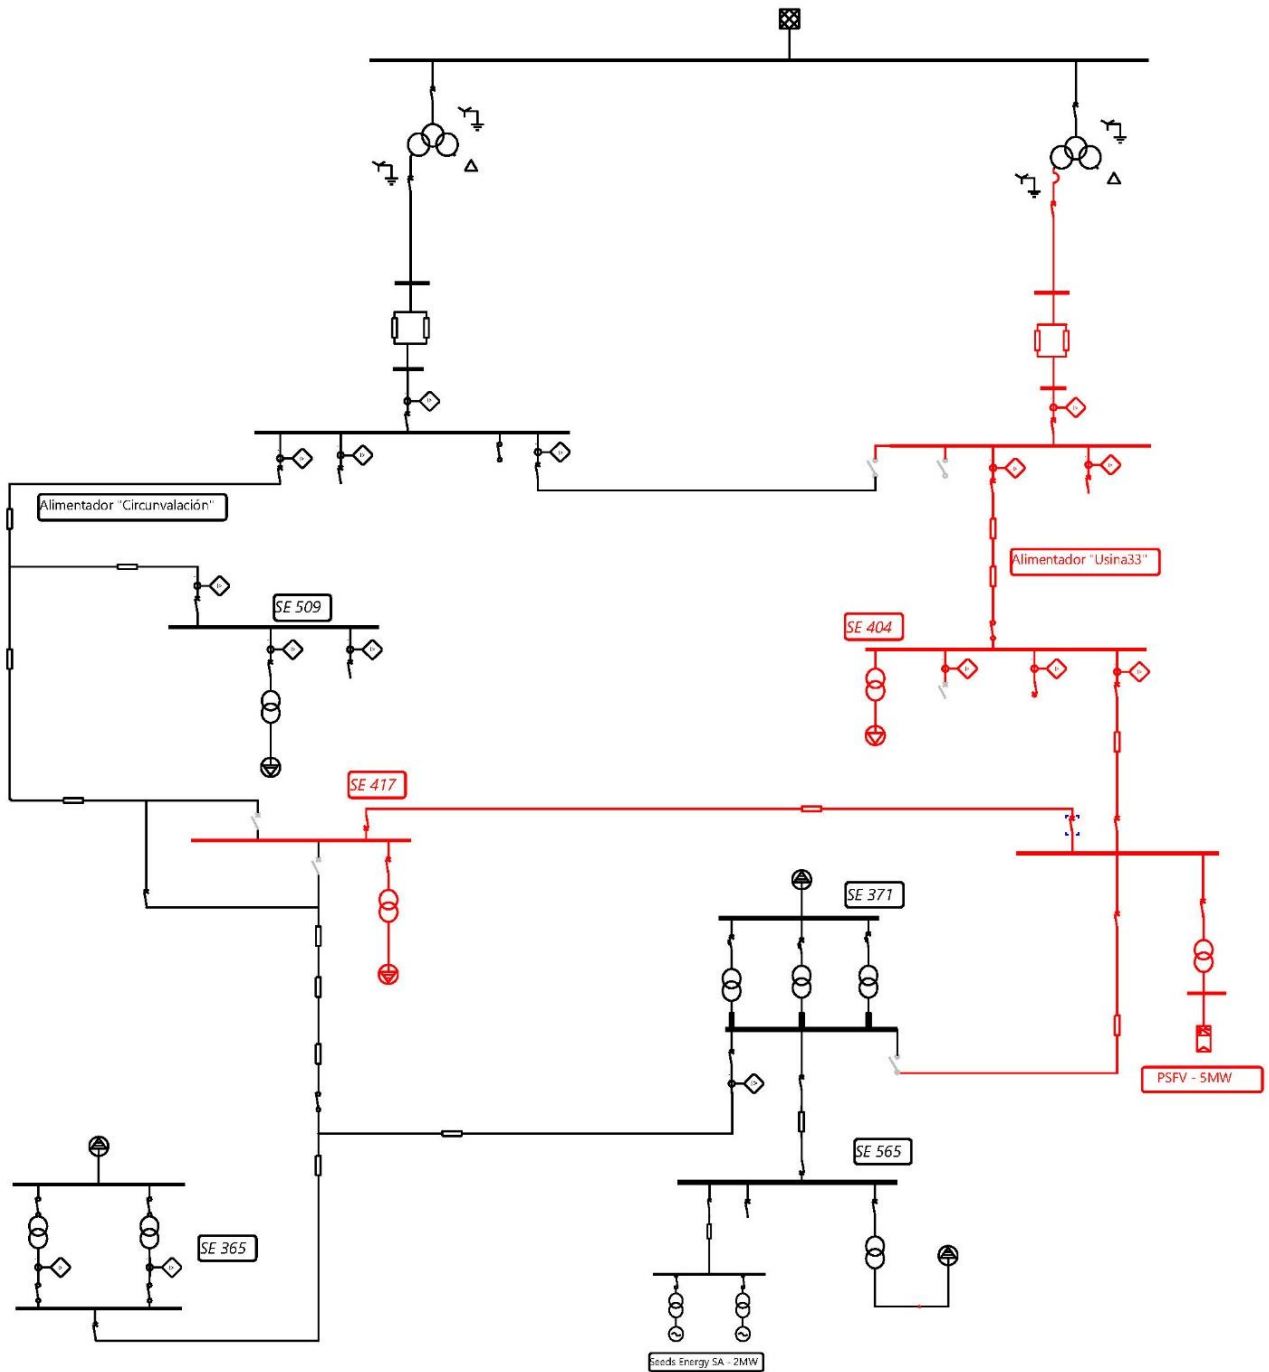 Alimentador "Circunvalación"
Alimentador "Usina33"
SE 509
SE 404
SE 417
SE 371
PSFV - 5MW
SE 565
SE 365
Seeds Energy SA - 2MW